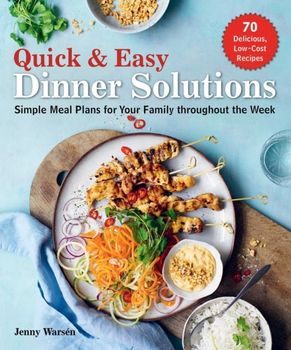 70
Delicious,
Low-Cost
Recipes
Quick & Easy
Dinner Solutions
Simple Meal Plans for Your Family throughout the Week
Jenny Warsén